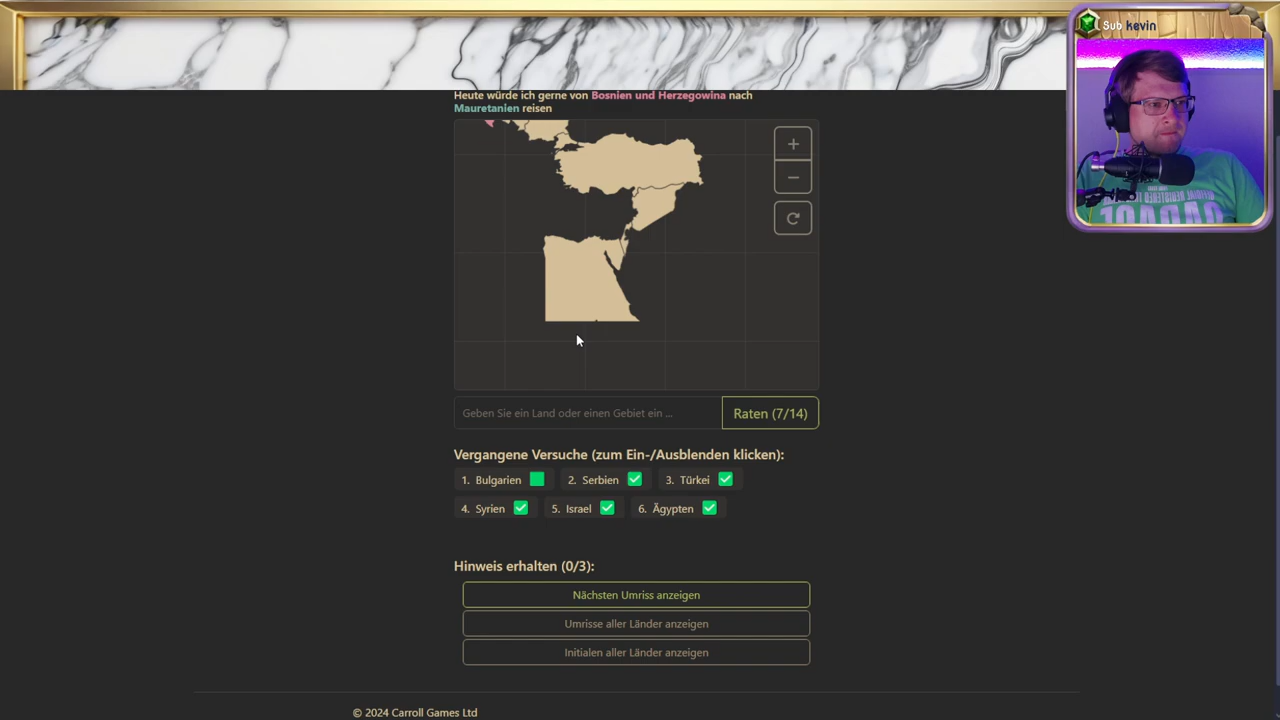 Sub kevin
Heute würde ich gerne von Bosnien und Herzegowina nach
Mauretanien reisen
+
−
Geben Sie ein Land oder einen Gebiet ein ...
Raten (7/14)
Vergangene Versuche (zum Ein-/Ausblenden klicken):
1. Bulgarien
2. Serbien
3. Türkei
4. Syrien
5. Israel
6. Ägypten
Hinweis erhalten (0/3):
Nächsten Umriss anzeigen
Umrisse aller Länder anzeigen
Initialen aller Länder anzeigen
© 2024 Carroll Games Ltd